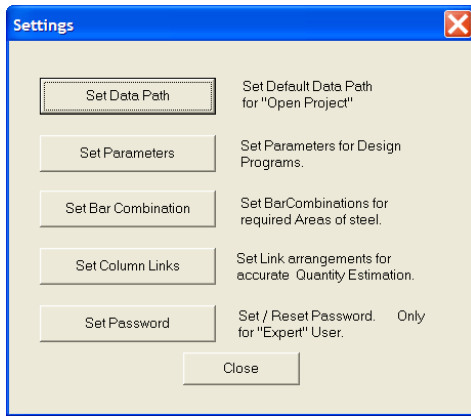 Settings
Set Data Path
Set Default Data Path
for "Open Project"
Set Parameters
Set Parameters for Design
Programs.
Set Bar Combination
Set BarCombinations for
required Areas of steel.
Set Column Links
Set Link arrangements for
accurate Quantity Estimation.
Set Password
Set / Reset Password. Only
for "Expert" User.
Close